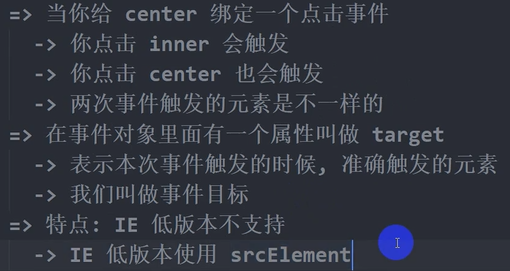 => 当你给 center 绑定一个点击事件
-> 你点击 inner 会触发
-> 你点击 center 也会触发
-> 两次事件触发的元素是不一样的
=> 在事件对象里面有一个属性叫做 target
-> 表示本次事件触发的时候, 准确触发的元素
-> 我们叫做事件目标
=> 特点: IE 低版本不支持
-> IE 低版本使用 srcElement